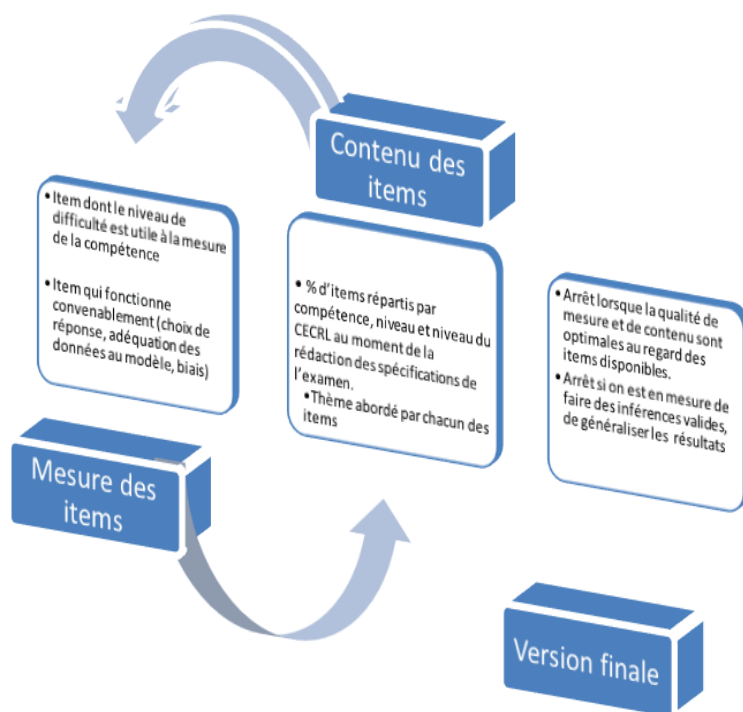 Contenu des
items
• Item dont le niveau de
difficulté est utile à la mesure
de la compétence
• Item qui fonctionne
convenablement (choix de
réponse, adéquation des
données au modèle, biais)
Mesure des
items
• % d'items répartis par
compétence, niveau et niveau du
CECRL au moment de la
rédaction des spécifications de
l'examen.
• Thème abordé par chacun des
items
• Arrêt lorsque la qualité de
mesure et de contenu sont
optimales au regard des
items disponibles.
• Arrêt si on est en mesure de
faire des inférences valides,
de généraliser les résultats
Version finale